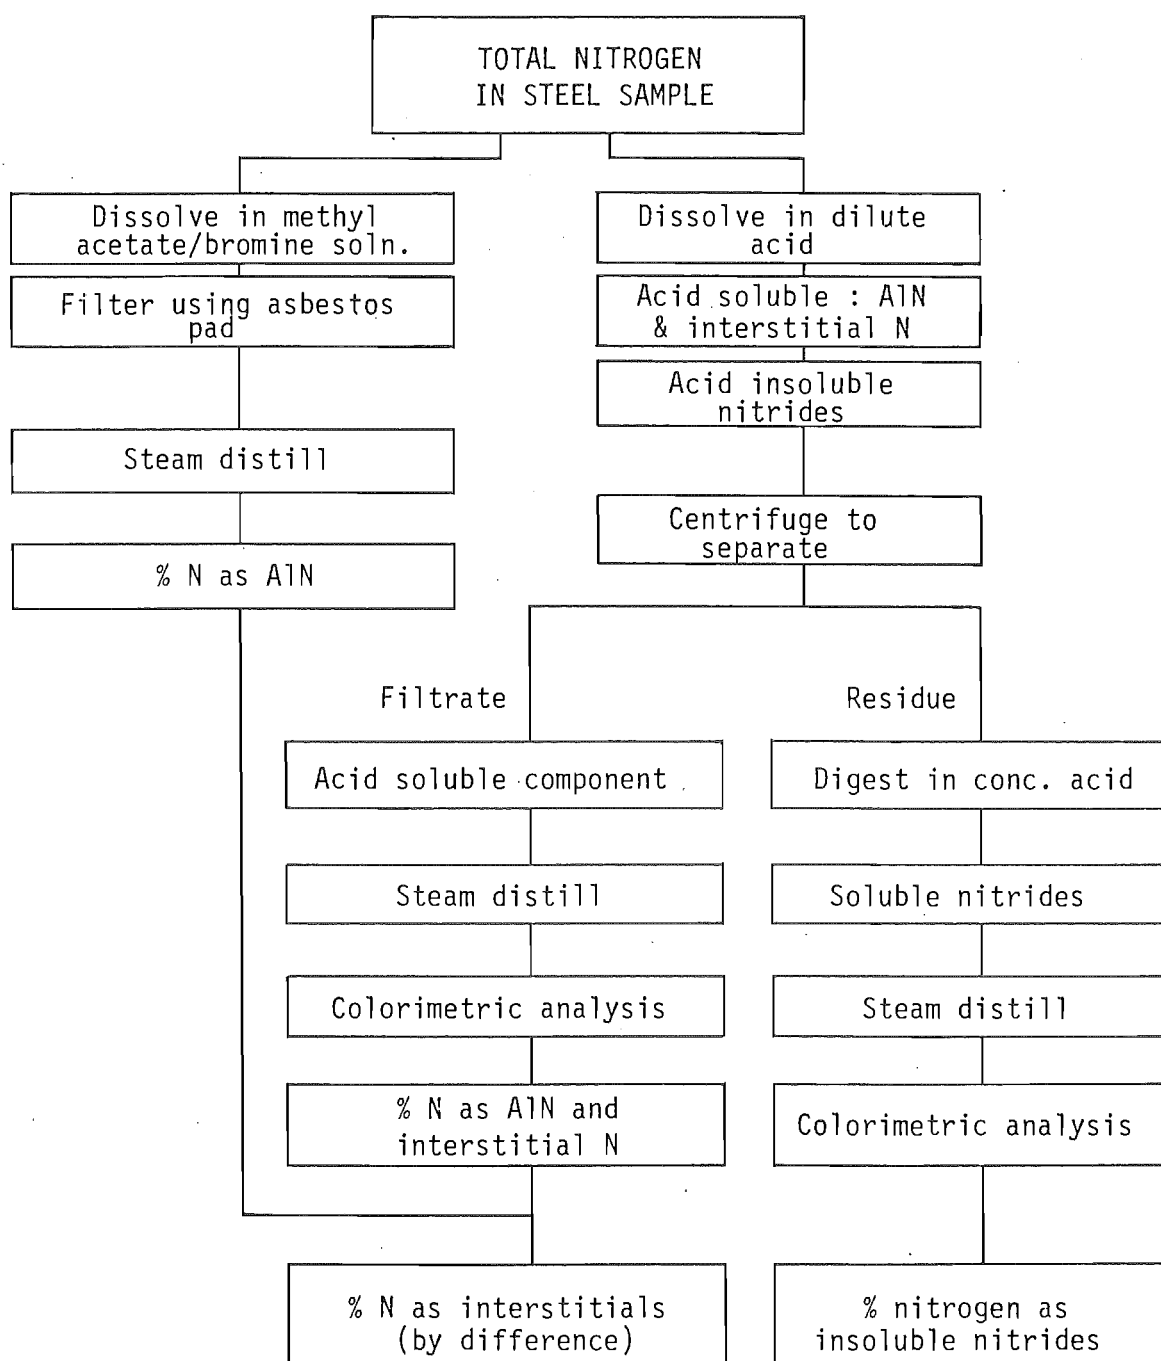 TOTAL NITROGEN
IN STEEL SAMPLE
Dissolve in methyl
acetate/bromine soln.
Filter using asbestos
pad
Steam distill
% N as AlN
Dissolve in dilute
acid
Acid soluble : AlN
& interstitial N
Acid insoluble
nitrides
Centrifuge to
separate
Filtrate
Residue
Acid soluble component
Steam distill
Colorimetric analysis
% N as AlN and
interstitial N
% N as interstitials
(by difference)
Digest in conc. acid
Soluble nitrides
Steam distill
Colorimetric analysis
% nitrogen as
insoluble nitrides